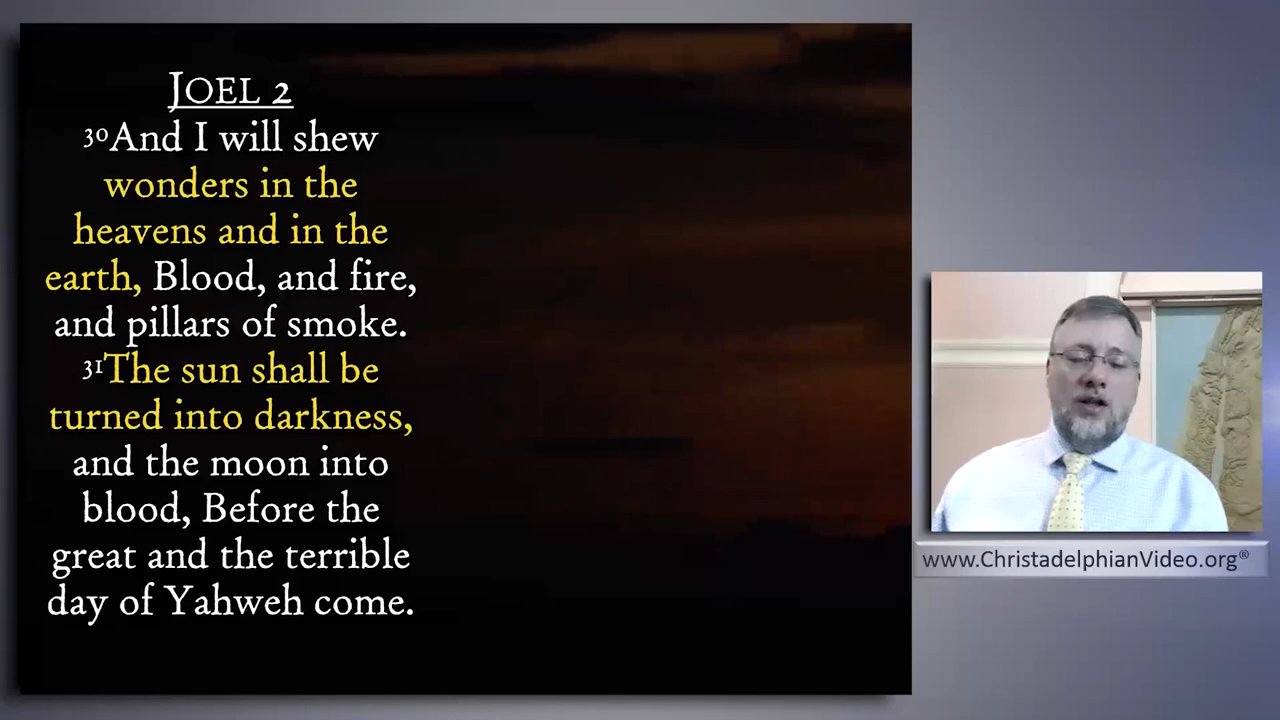 JOEL 2
30And I will shew
wonders in the
heavens and in the
earth, Blood, and fire,
and pillars of smoke.
31The sun shall be
turned into darkness,
and the moon into
blood, Before the
great and the terrible
day of Yahweh come.
www.ChristadelphianVideo.org®